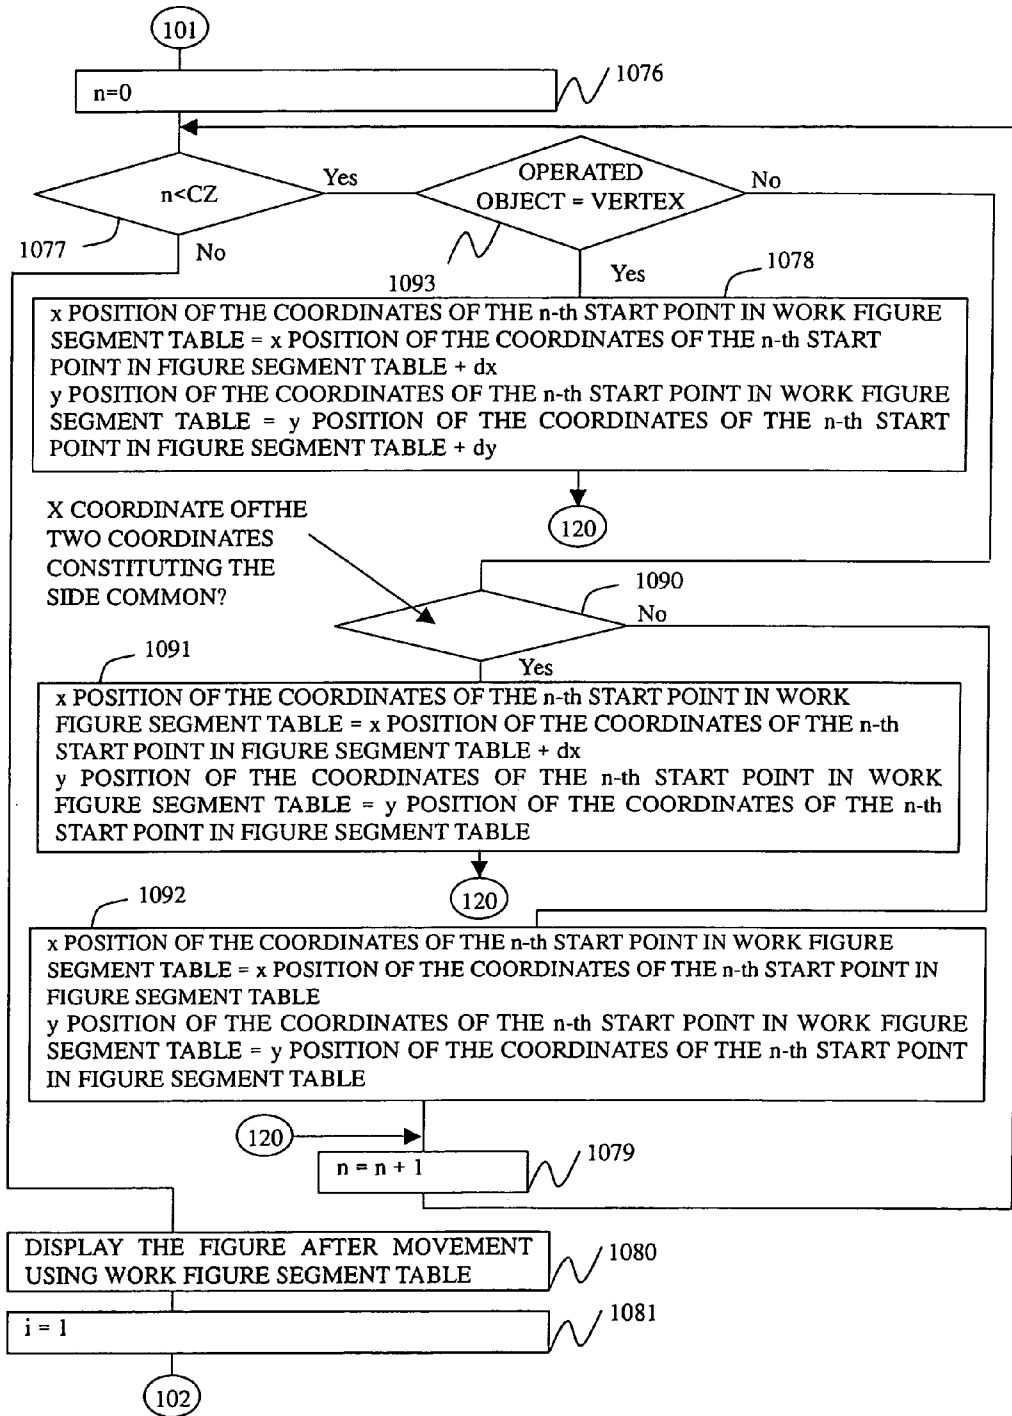 101
n=0
1076
n<CZ
Yes
OPERATED
OBJECT = VERTEX
No
1077
No
1093
Yes
1078
x POSITION OF THE COORDINATES OF THE n-th START POINT IN WORK FIGURE
SEGMENT TABLE = x POSITION OF THE COORDINATES OF THE n-th START
POINT IN FIGURE SEGMENT TABLE + dx
y POSITION OF THE COORDINATES OF THE n-th START POINT IN WORK FIGURE
SEGMENT TABLE = y POSITION OF THE COORDINATES OF THE n-th START
POINT IN FIGURE SEGMENT TABLE + dy
120
X COORDINATE OFTHE
TWO COORDINATES
CONSTITUTING THE
SIDE COMMON?
1090
No
1091
Yes
x POSITION OF THE COORDINATES OF THE n-th START POINT IN WORK
FIGURE SEGMENT TABLE = x POSITION OF THE COORDINATES OF THE n-th
START POINT IN FIGURE SEGMENT TABLE + dx
y POSITION OF THE COORDINATES OF THE n-th START POINT IN WORK
FIGURE SEGMENT TABLE = y POSITION OF THE COORDINATES OF THE n-th
START POINT IN FIGURE SEGMENT TABLE
120
1092
x POSITION OF THE COORDINATES OF THE n-th START POINT IN WORK FIGURE
SEGMENT TABLE = x POSITION OF THE COORDINATES OF THE n-th START POINT IN
FIGURE SEGMENT TABLE
y POSITION OF THE COORDINATES OF THE n-th START POINT IN WORK FIGURE
SEGMENT TABLE = y POSITION OF THE COORDINATES OF THE n-th START POINT
IN FIGURE SEGMENT TABLE
120
n = n + 1
1079
DISPLAY THE FIGURE AFTER MOVEMENT
USING WORK FIGURE SEGMENT TABLE
1080
i = 1
1081
102